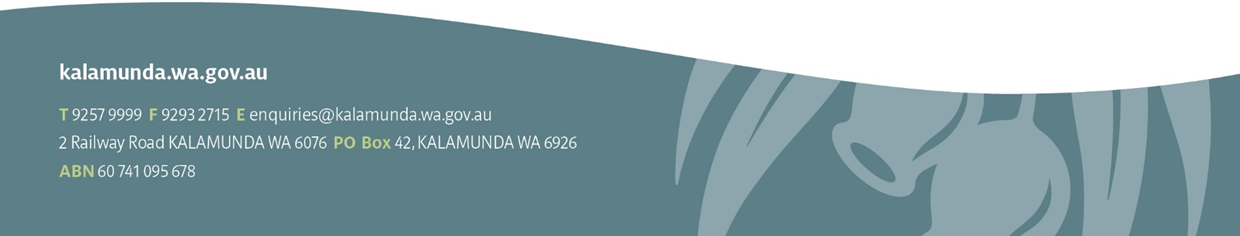 kalamunda.wa.gov.au
T 9257 9999 F 9293 2715 E enquiries@kalamunda.wa.gov.au
2 Railway Road KALAMUNDA WA 6076 PO Box 42, KALAMUNDA WA 6926
ABN 60 741 095 678